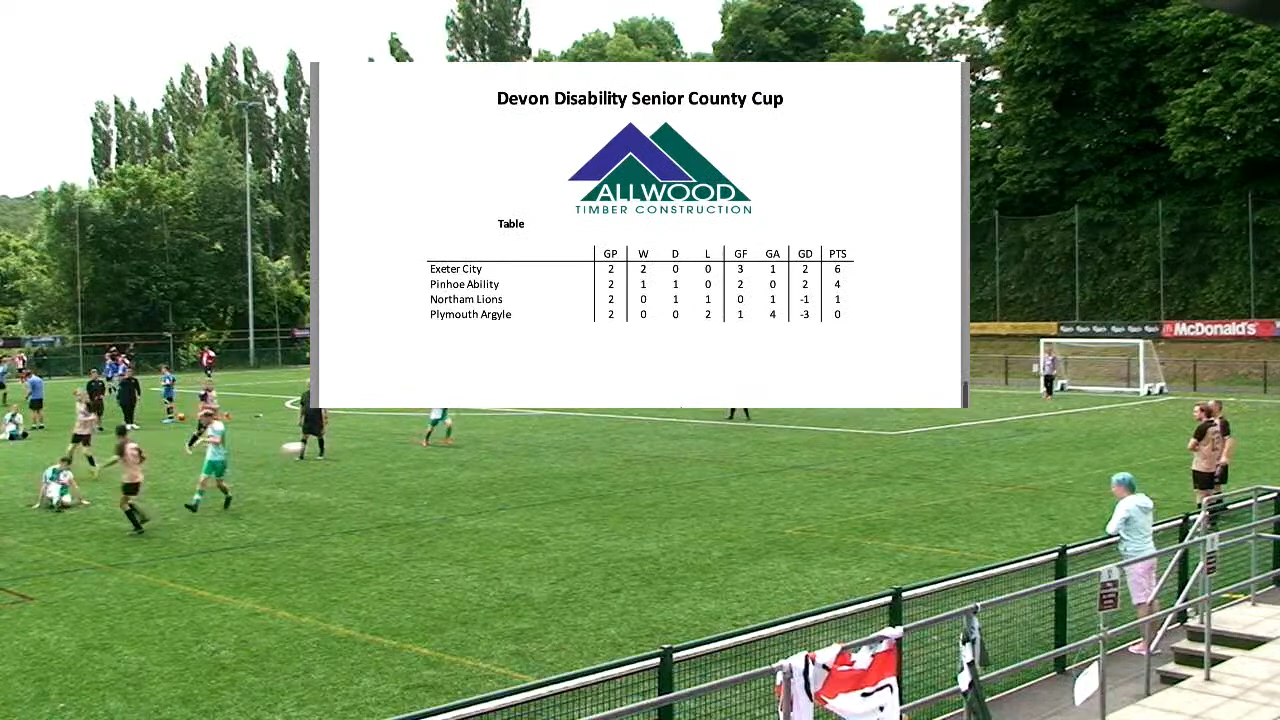 Devon Disability Senior County Cup
ALLWOOD
TIMBER CONSTRUCTION
Table
GP W D L GF GA GD PTS
Exeter City 2 2 0 0 3 1 2 6
Pinhoe Ability 2 1 1 0 2 0 2 4
Northam Lions 2 0 1 1 0 1 -1 1
Plymouth Argyle 2 0 0 2 1 4 -3 0
McDonald's